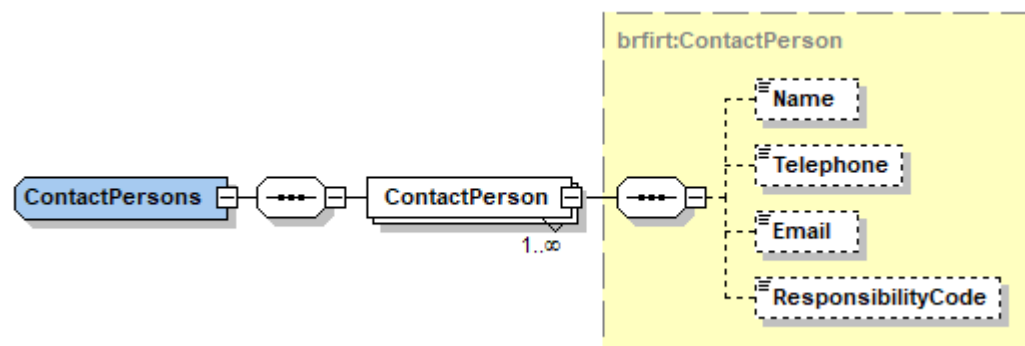 brfirt:ContactPerson
Name
Telephone
ContactPersons
ContactPerson
1..∞
Email
ResponsibilityCode